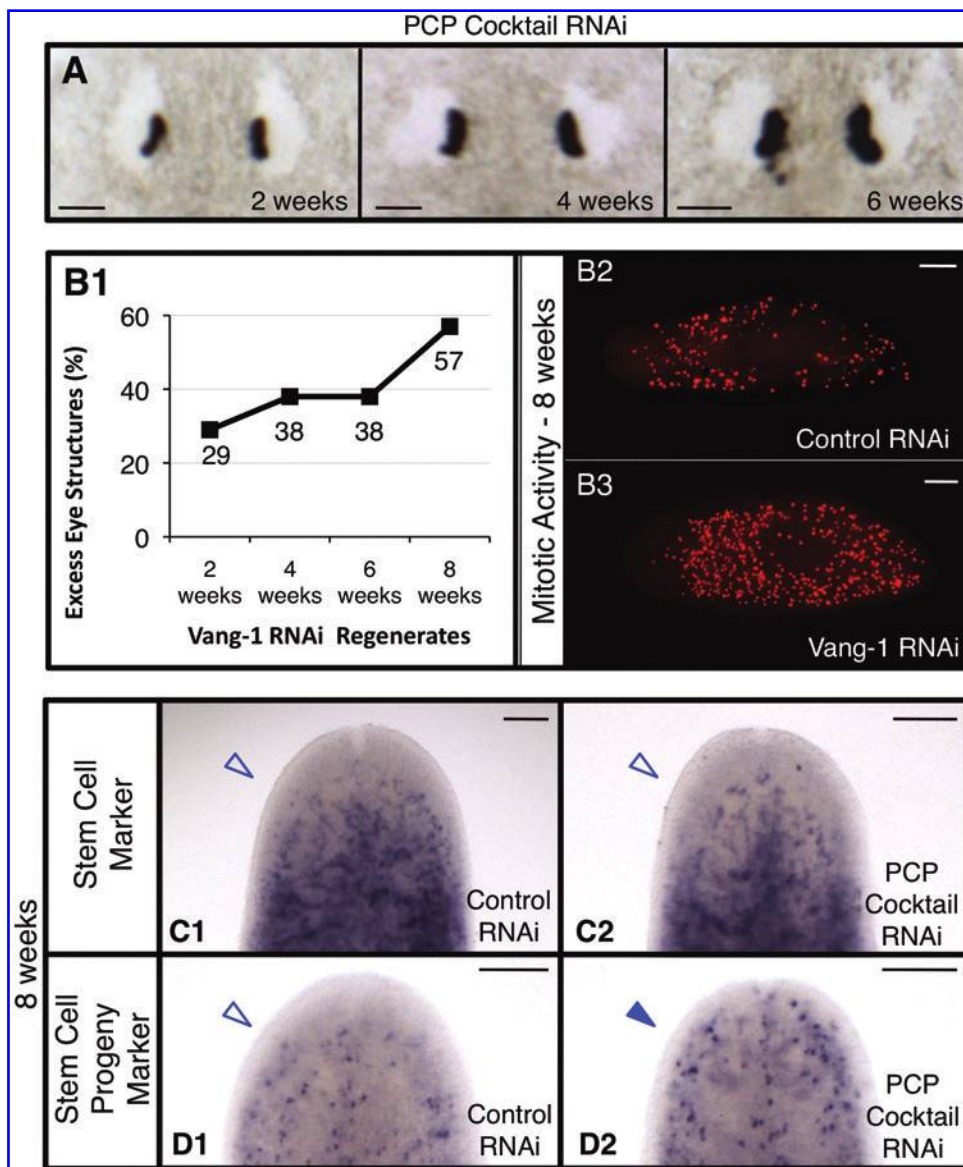 PCP Cocktail RNAi
A
2 weeks
4 weeks
6 weeks
B1
Excess Eye Structures (%)
60
40
20
0
29
38
38
57
2 weeks
4 weeks
6 weeks
8 weeks
Vang-1 RNAi Regenerates
Mitotic Activity - 8 weeks
B2
Control RNAi
B3
Vang-1 RNAi
8 weeks
Stem Cell
Marker
C1
Control
RNAi
C2
PCP
Cocktail
RNAi
Stem Cell
Progeny
Marker
D1
Control
RNAi
D2
PCP
Cocktail
RNAi